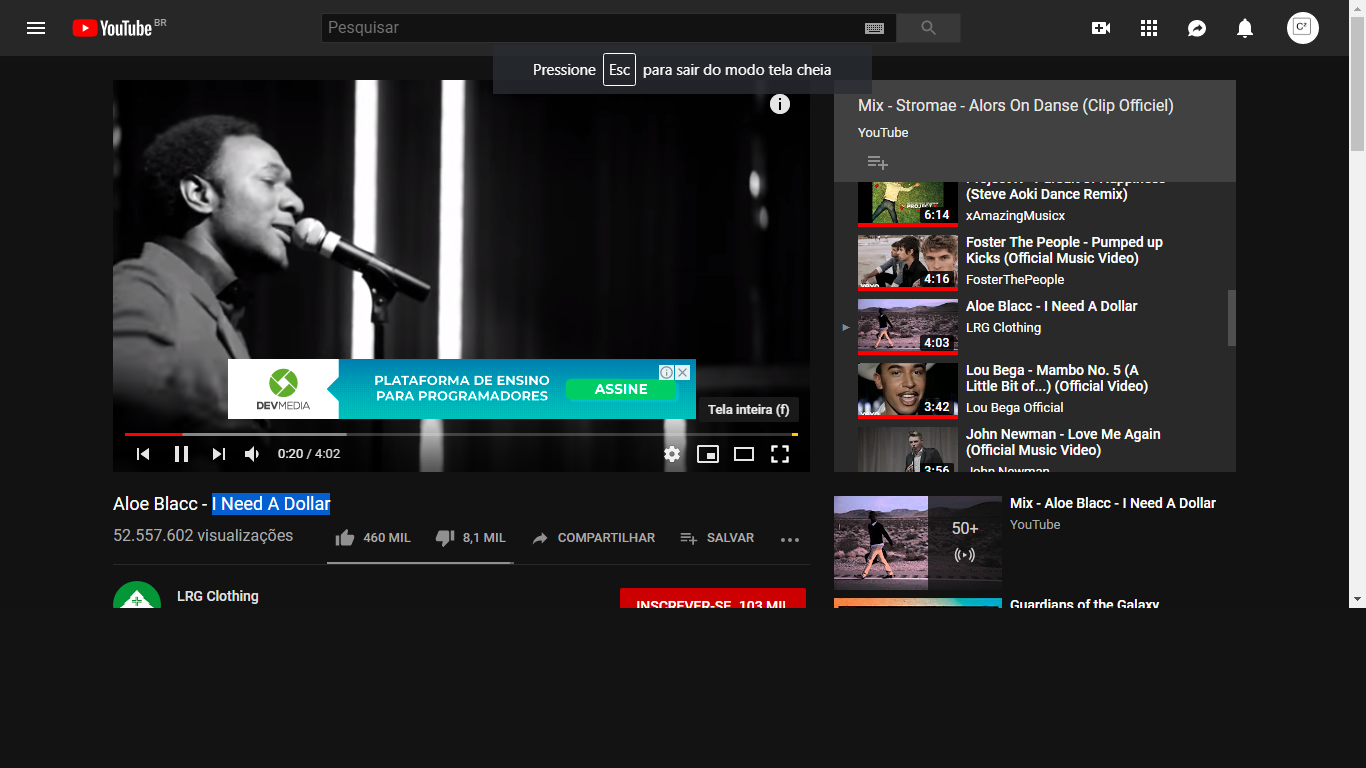 YouTube BR
Pesquisar
Pressione Esc para sair do modo tela cheia
i
DEVMEDIA
PLATAFORMA DE ENSINO
PARA PROGRAMADORES
ASSINE
Tela inteira (f)
0:20 / 4:02
Aloe Blacc - I Need A Dollar
52.557.602 visualizações
460 MIL
8,1 MIL
COMPARTILHAR
SALVAR
LRG Clothing
INSCREVER-SE 103 MIL
Mix - Stromae - Alors On Danse (Clip Officiel)
YouTube
(Steve Aoki Dance Remix)
xAmazingMusicx
6:14
Foster The People - Pumped up
Kicks (Official Music Video)
FosterThePeople
4:16
Aloe Blacc - I Need A Dollar
LRG Clothing
4:03
Lou Bega - Mambo No. 5 (A
Little Bit of...) (Official Video)
Lou Bega Official
3:42
John Newman - Love Me Again
(Official Music Video)
John Newman
3:56
50+
Mix - Aloe Blacc - I Need A Dollar
YouTube
Guardians of the Galaxy